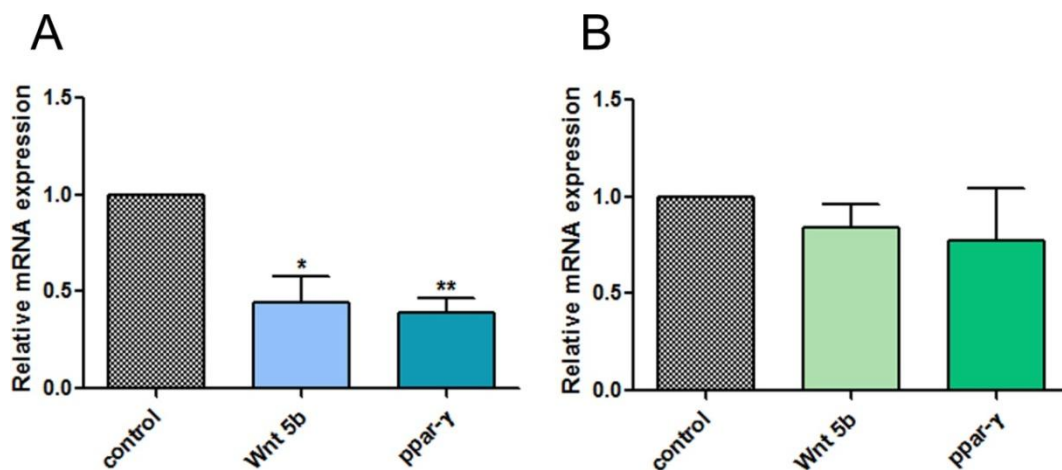 A
B
Relative mRNA expression
1.5
1.0
0.5
0.0
*
**
control
Wnt 5b
ppar-γ
Relative mRNA expression
1.5
1.0
0.5
0.0
control
Wnt 5b
ppar-γ